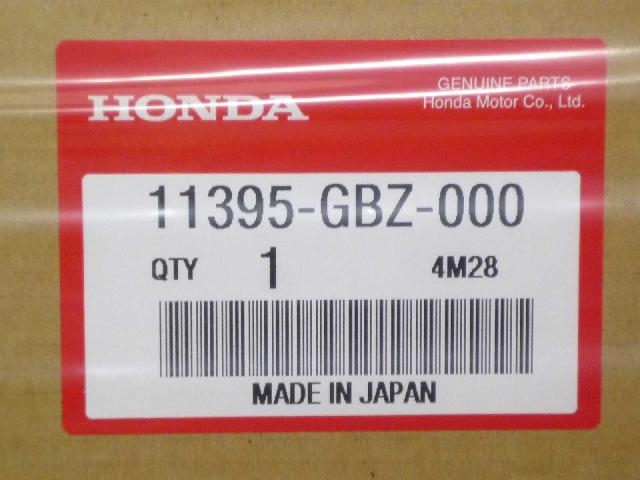 HONDA
GENUINE PARTS
Honda Motor Co., Ltd.
11395-GBZ-000
QTY 1 4M28
MADE IN JAPAN